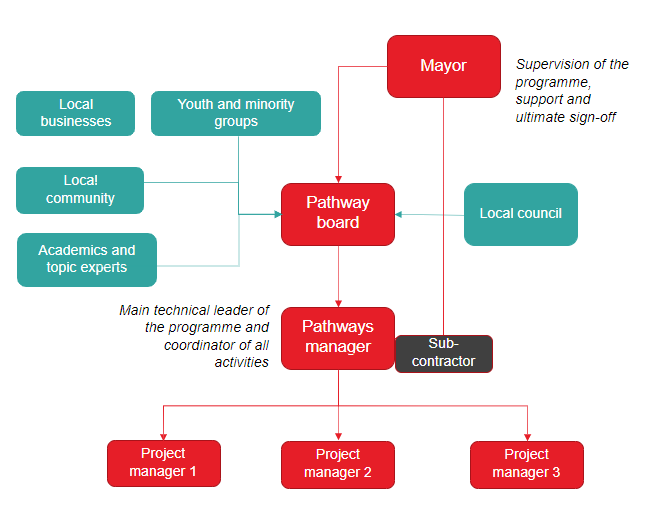 Mayor
Supervision of the
programme,
support and
ultimate sign-off
Local
businesses
Youth and minority
groups
Local
community
Pathway
board
Local council
Academics and
topic experts
Main technical leader of
the programme and
coordinator of all
activities
Pathways
manager
Sub-
contractor
Project
manager 1
Project
manager 2
Project
manager 3